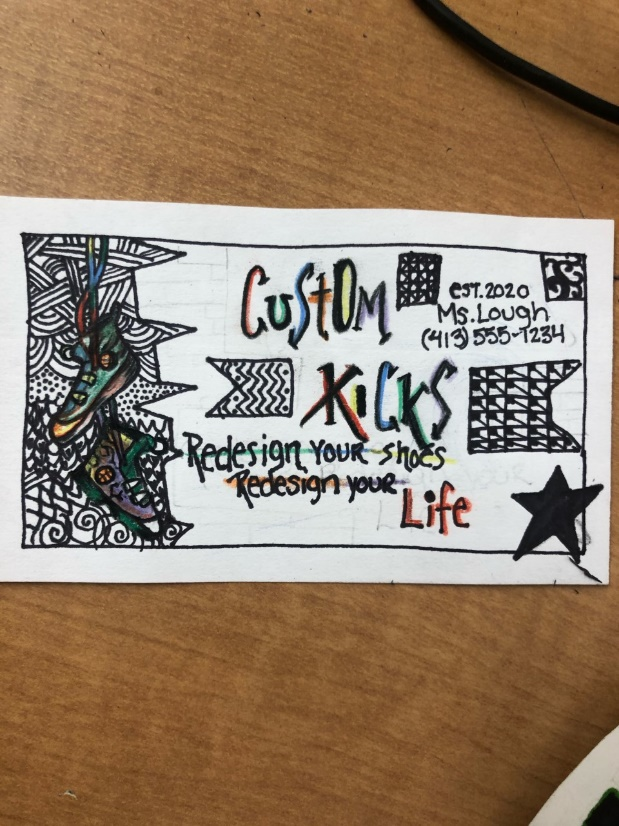 CUSTOM
KICKS
EST. 2020
Ms. Lough
(413) 555-1234
Redesign YOUR shoes
Redesign your
Life